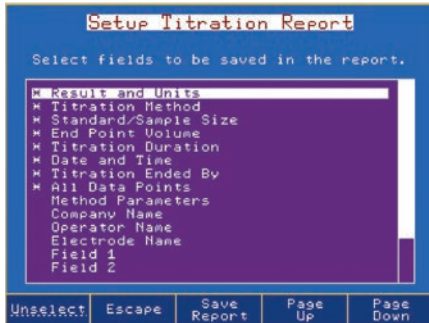 Setup Titration Report
Select fields to be saved in the report.
* Result and Units
* Titration Method
* Standard/Sample Size
* End Point Volume
* Titration Duration
* Date and Time
* Titration Ended By
* All Data Points
Method Parameters
Company Name
Operator Name
Electrode Name
Field 1
Field 2
Unselect Escape Save Report Page Up Page Down